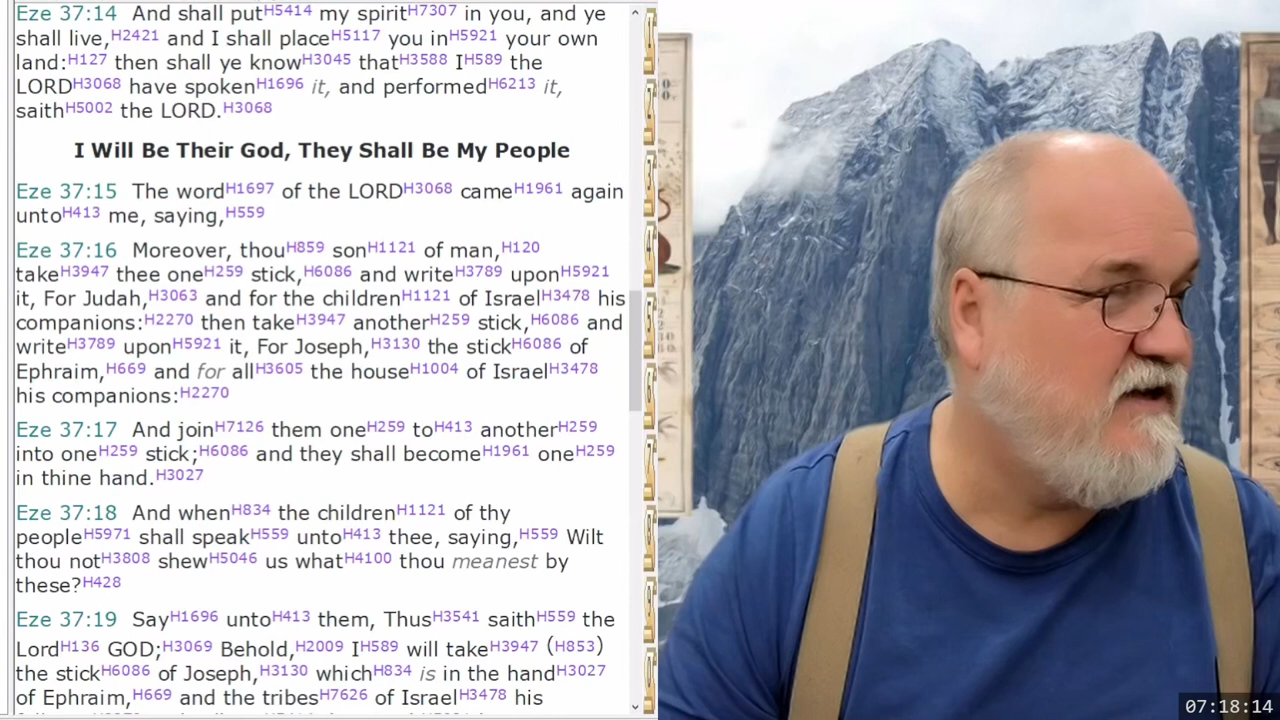 Eze 37:14 And shall putH5414 my spiritH7307 in you, and ye
shall live,H2421 and I shall placeH5117 you inH5921 your own
land:H127 then shall ye knowH3045 thatH3588 IH589 the
LORDH3068 have spokenH1696 it, and performedH6213 it,
saithH5002 the LORD.H3068
I Will Be Their God, They Shall Be My People
Eze 37:15 The wordH1697 of the LORDH3068 cameH1961 again
untoH413 me, saying,H559
Eze 37:16 Moreover, thouH859 sonH1121 of man,H120
takeH3947 thee oneH259 stick,H6086 and writeH3789 uponH5921
it, For Judah,H3063 and for the childrenH1121 of IsraelH3478 his
companions:H2270 then takeH3947 anotherH259 stick,H6086 and
writeH3789 uponH5921 it, For Joseph,H3130 the stickH6086 of
Ephraim,H669 and for allH3605 the houseH1004 of IsraelH3478
his companions:H2270
Eze 37:17 And joinH7126 them oneH259 toH413 anotherH259
into oneH259 stick;H6086 and they shall becomeH1961 oneH259
in thine hand.H3027
Eze 37:18 And whenH834 the childrenH1121 of thy
peopleH5971 shall speakH559 untoH413 thee, saying,H559 Wilt
thou notH3808 shewH5046 us whatH4100 thou meanest by
these?H428
Eze 37:19 SayH1696 untoH413 them, ThusH3541 saithH559 the
LordH136 GOD;H3069 Behold,H2009 IH589 will takeH3947 (H853)
the stickH6086 of Joseph,H3130 whichH834 is in the handH3027
of Ephraim,H669 and the tribesH7626 of IsraelH3478 his
07:18:14